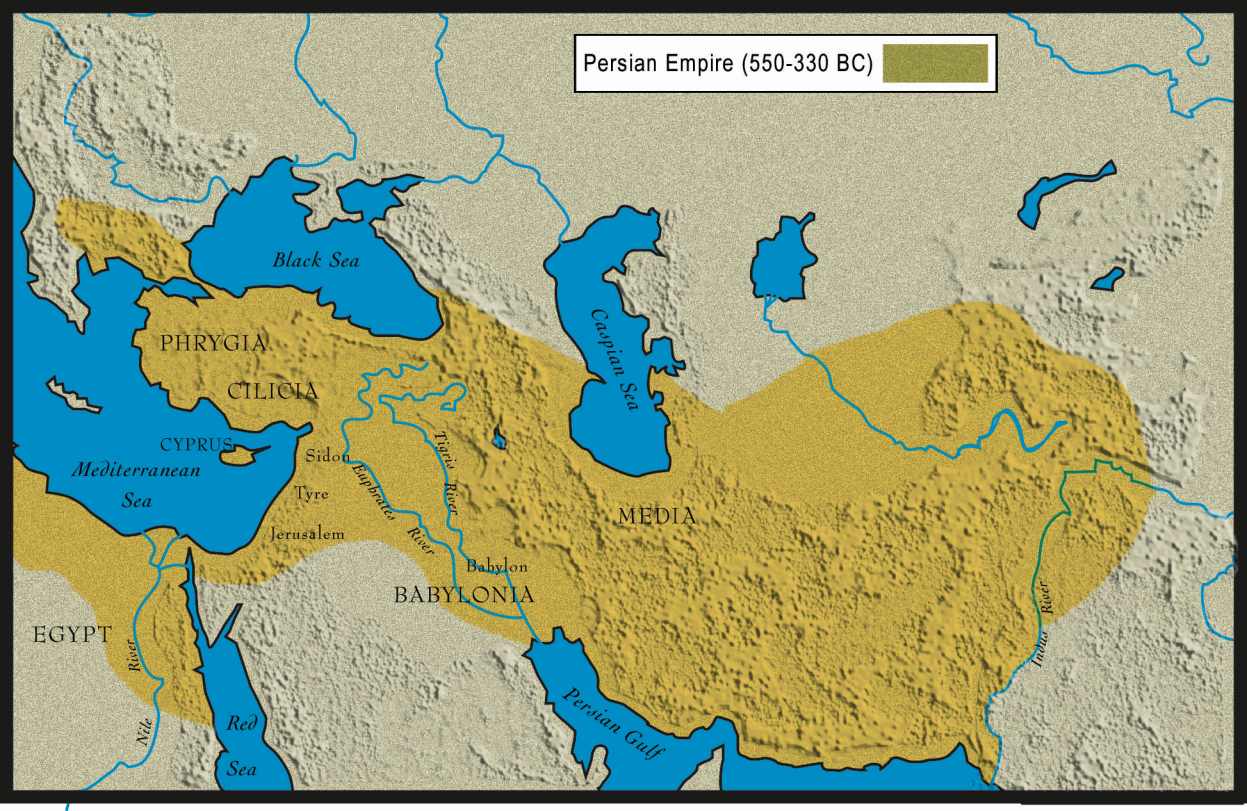 Persian Empire (550-330 BC)
Black Sea
Caspian Sea
PHRYGIA
CILICIA
CYPRUS
Mediterranean
Sea
Sidon
Tyre
Jerusalem
Tigris
River
Euphrates
River
MEDIA
Babylon
BABYLONIA
EGYPT
Nile
River
Red
Sea
Persian Gulf
Indus
River